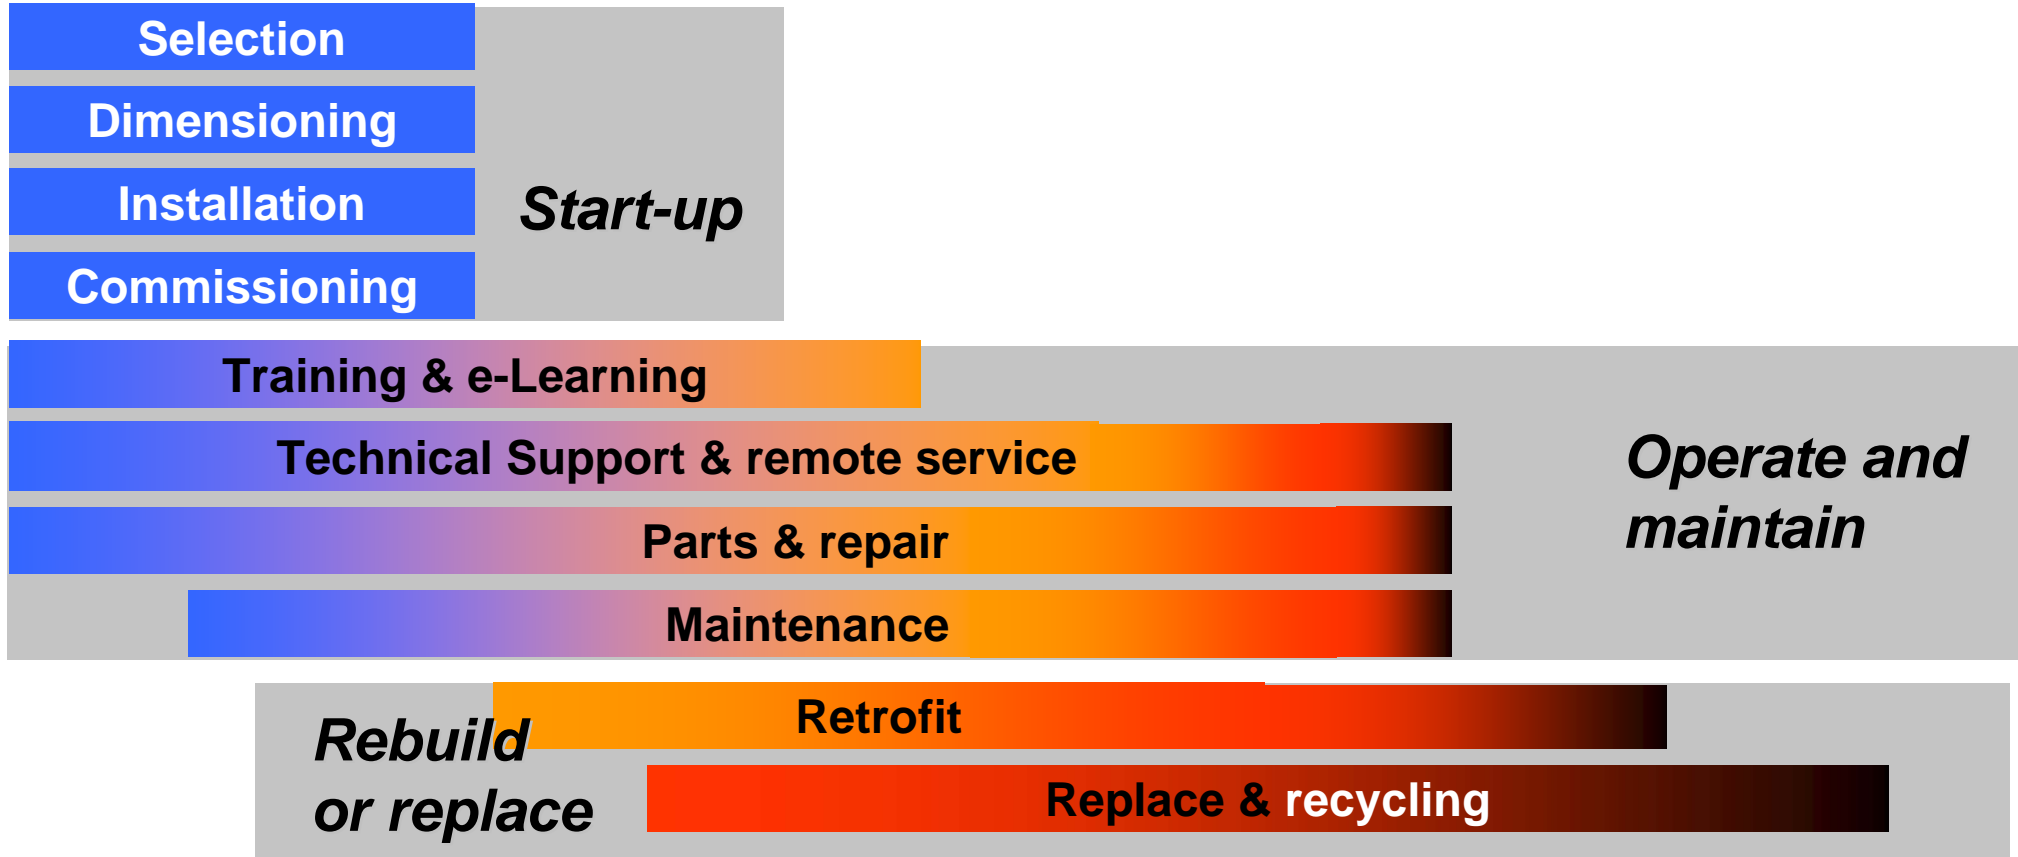 Selection
Dimensioning
Installation
Start-up
Commissioning
Training & e-Learning
Technical Support & remote service
Operate and
maintain
Parts & repair
Maintenance
Retrofit
Rebuild
or replace
Replace & recycling